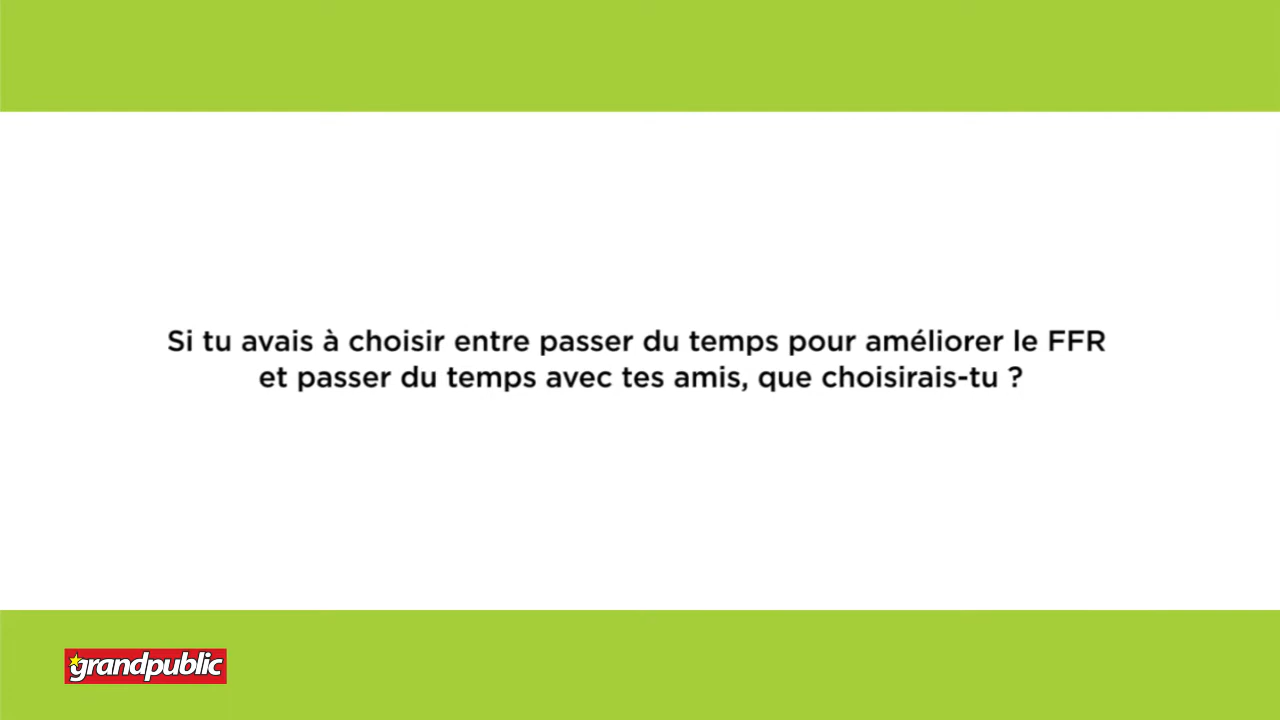 Si tu avais à choisir entre passer du temps pour améliorer le FFR
et passer du temps avec tes amis, que choisirais-tu ?
grandpublic